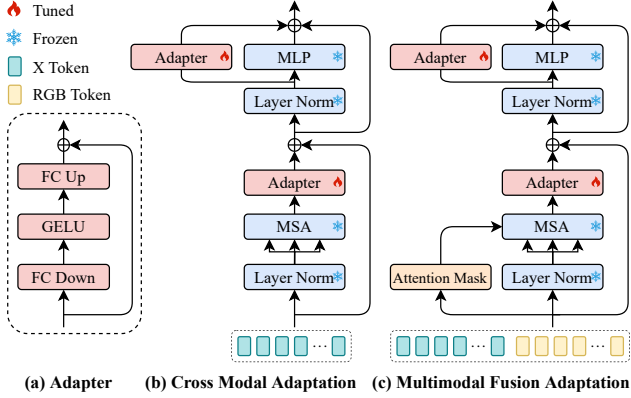 Tuned
Frozen
X Token
RGB Token
FC Up
GELU
FC Down
(a) Adapter
Adapter
MLP
Layer Norm
Adapter
MSA
Layer Norm
...
(b) Cross Modal Adaptation
Adapter
MLP
Layer Norm
Adapter
MSA
Attention Mask
Layer Norm
... ...
(c) Multimodal Fusion Adaptation